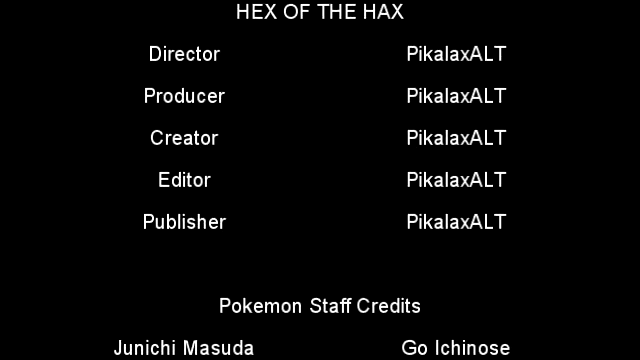 HEX OF THE HAX
Director PikalaxALT
Producer PikalaxALT
Creator PikalaxALT
Editor PikalaxALT
Publisher PikalaxALT
Pokemon Staff Credits
Junichi Masuda Go Ichinose